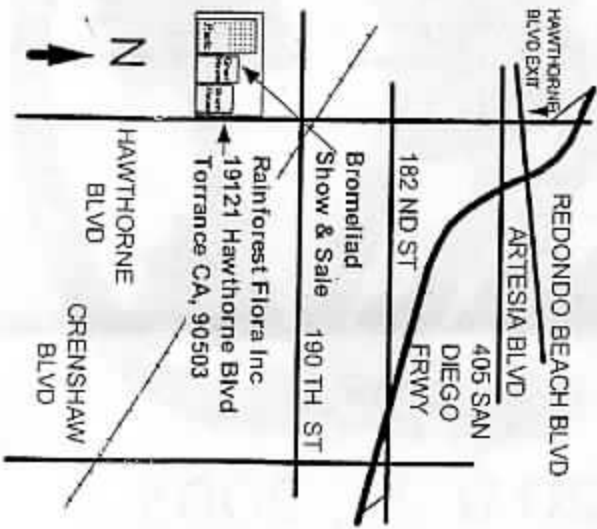 HAWTHORNE
BLVD EXIT
REDONDO BEACH BLVD
ARTESIA BLVD
405 SAN
DIEGO
FRWY
182 ND ST
Bromeliad
Show & Sale
190 TH ST
Rainforest Flora Inc
19121 Hawthorne Blvd
Torrance CA, 90503
N
HAWTHORNE
BLVD
CRENSHAW
BLVD